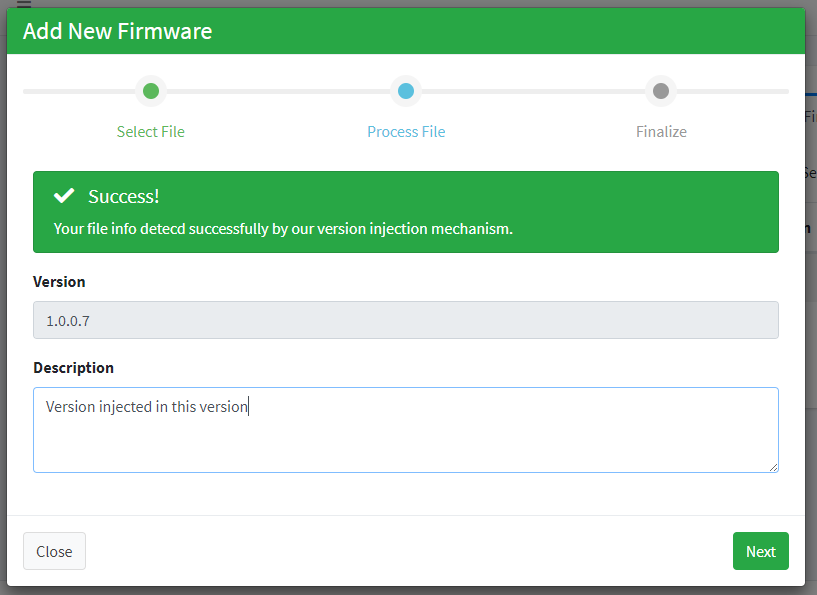 Add New Firmware
Select File
Process File
Finalize
Success!
Your file info detecd successfully by our version injection mechanism.
Version
1.0.0.7
Description
Version injected in this version
Close
Next